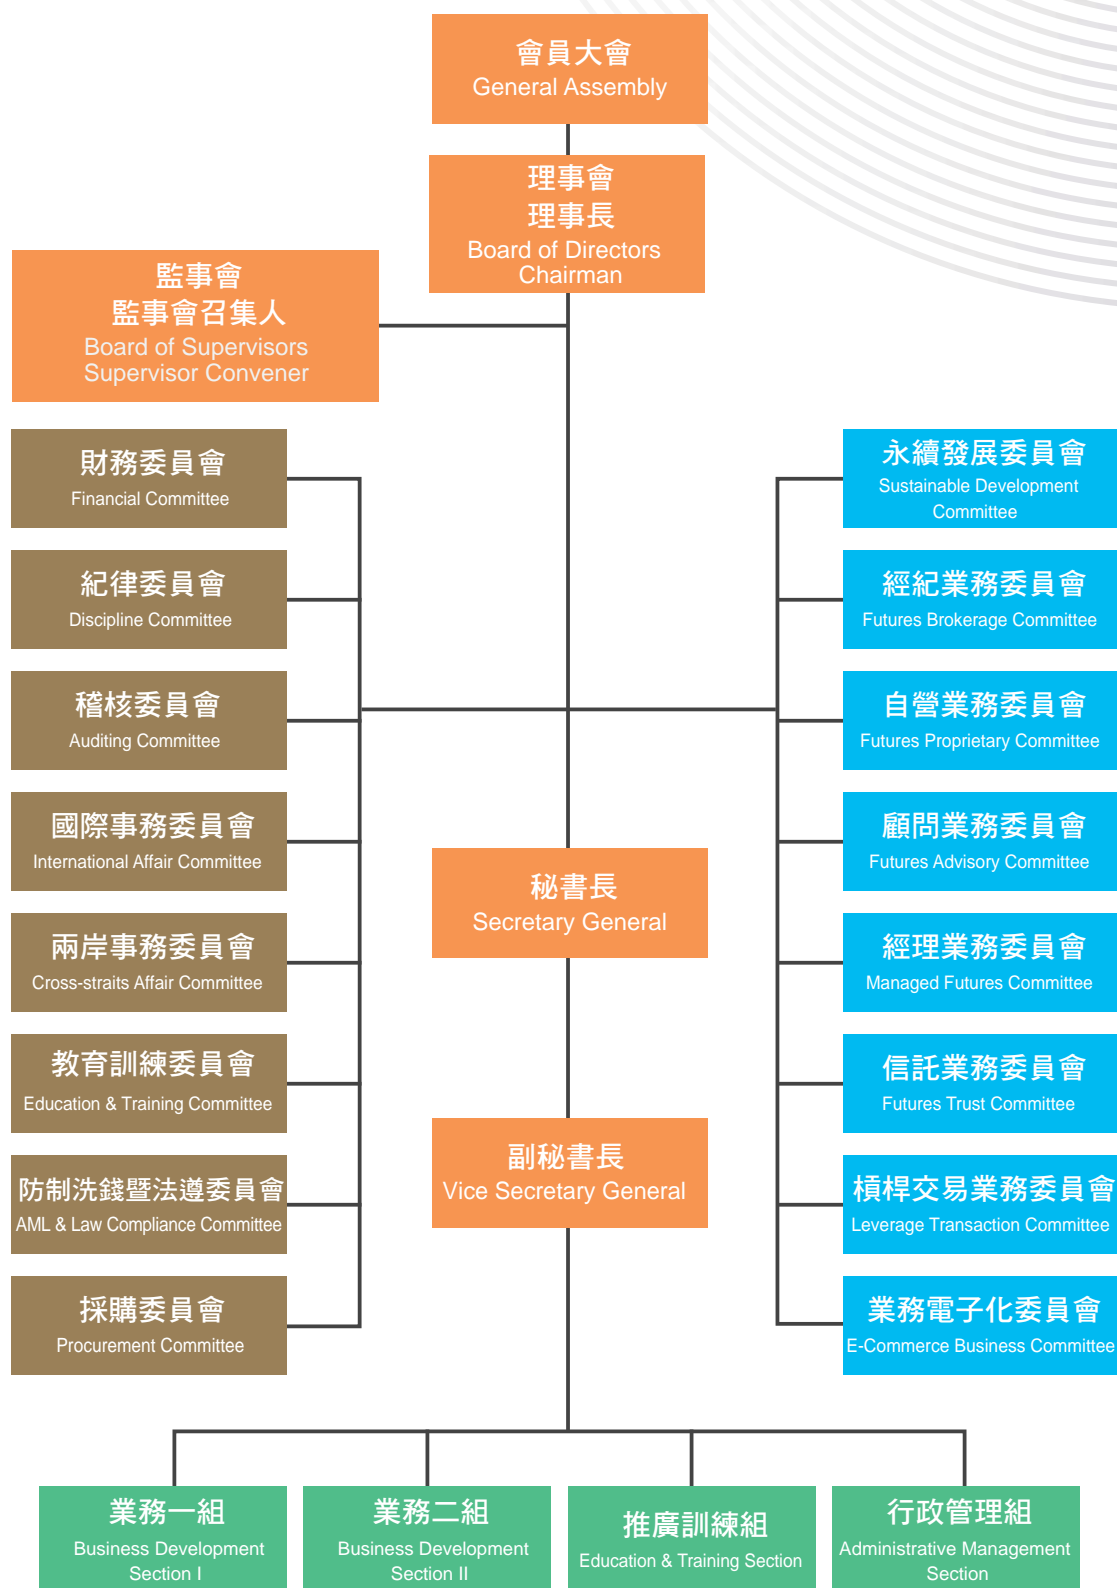 會員大會
General Assembly
理事會
理事長
Board of Directors
Chairman
監事會
監事會召集人
Board of Supervisors
Supervisor Convener
財務委員會
Financial Committee
紀律委員會
Discipline Committee
稽核委員會
Auditing Committee
國際事務委員會
International Affair Committee
兩岸事務委員會
Cross-straits Affair Committee
教育訓練委員會
Education & Training Committee
防制洗錢暨法遵委員會
AML & Law Compliance Committee
採購委員會
Procurement Committee
永續發展委員會
Sustainable Development
Committee
經紀業務委員會
Futures Brokerage Committee
自營業務委員會
Futures Proprietary Committee
顧問業務委員會
Futures Advisory Committee
經理業務委員會
Managed Futures Committee
信託業務委員會
Futures Trust Committee
槓桿交易業務委員會
Leverage Transaction Committee
業務電子化委員會
E-Commerce Business Committee
秘書長
Secretary General
副秘書長
Vice Secretary General
業務一組
Business Development
Section I
業務二組
Business Development
Section II
推廣訓練組
Education & Training Section
行政管理組
Administrative Management
Section